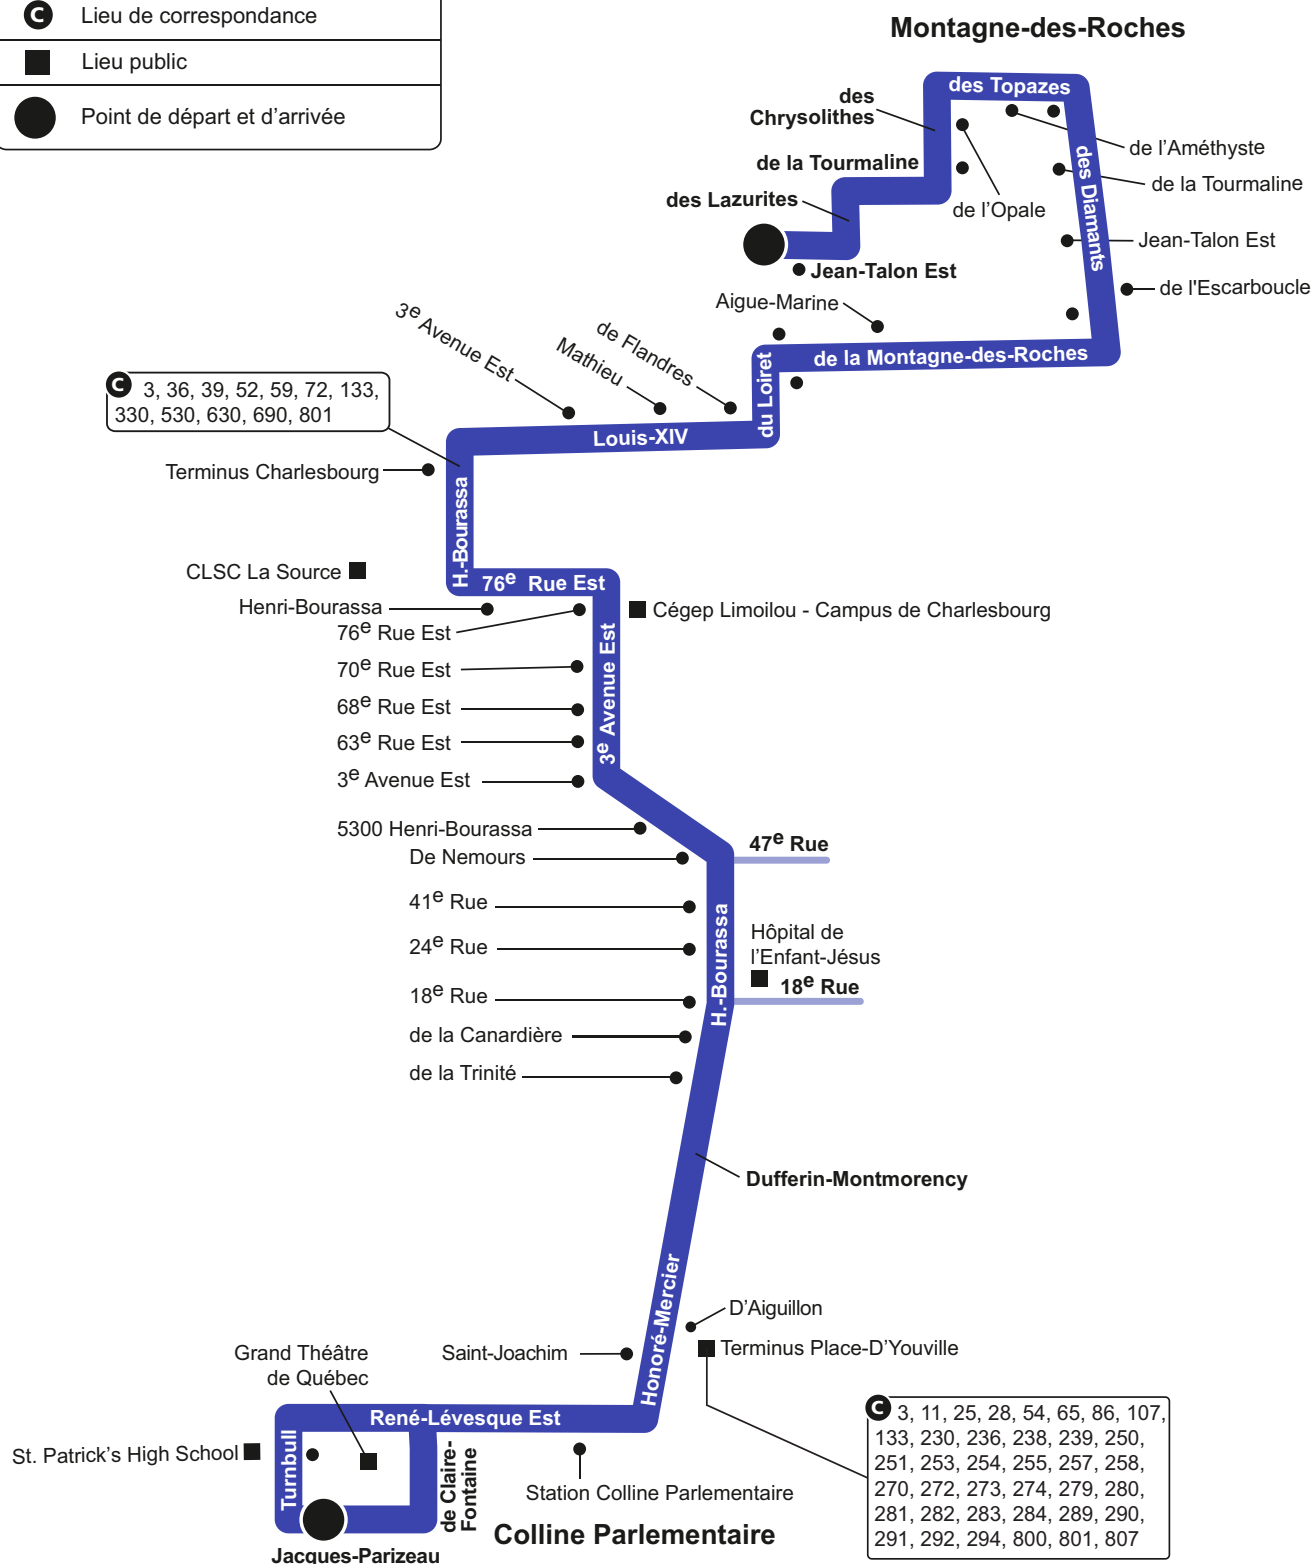 C Lieu de correspondance
Lieu public
Point de départ et d’arrivée
Montagne-des-Roches
des Topazes
des
Chrysolithes
de l’Améthyste
de la Tourmaline
de la Tourmaline
des Lazurites
de l’Opale
des Diamants
Jean-Talon Est
Jean-Talon Est
de l'Escarboucle
Aigue-Marine
3e Avenue Est
Mathieu
de Flandres
du Loiret
de la Montagne-des-Roches
C 3, 36, 39, 52, 59, 72, 133,
330, 530, 630, 690, 801
Louis-XIV
Terminus Charlesbourg
H.-Bourassa
CLSC La Source
76e Rue Est
Henri-Bourassa
Cégep Limoilou - Campus de Charlesbourg
76e Rue Est
70e Rue Est
3e Avenue Est
68e Rue Est
63e Rue Est
3e Avenue Est
5300 Henri-Bourassa
47e Rue
De Nemours
41e Rue
H.-Bourassa
Hôpital de
l’Enfant-Jésus
24e Rue
18e Rue
18e Rue
de la Canardière
de la Trinité
Dufferin-Montmorency
Honoré-Mercier
D’Aiguillon
Saint-Joachim
Terminus Place-D’Youville
Grand Théâtre
de Québec
René-Lévesque Est
C 3, 11, 25, 28, 54, 65, 86, 107,
133, 230, 236, 238, 239, 250,
251, 253, 254, 255, 257, 258,
270, 272, 273, 274, 279, 280,
281, 282, 283, 284, 289, 290,
291, 292, 294, 800, 801, 807
St. Patrick’s High School
Turnbull
de Claire-
Fontaine
Station Colline Parlementaire
Colline Parlementaire
Jacques-Parizeau